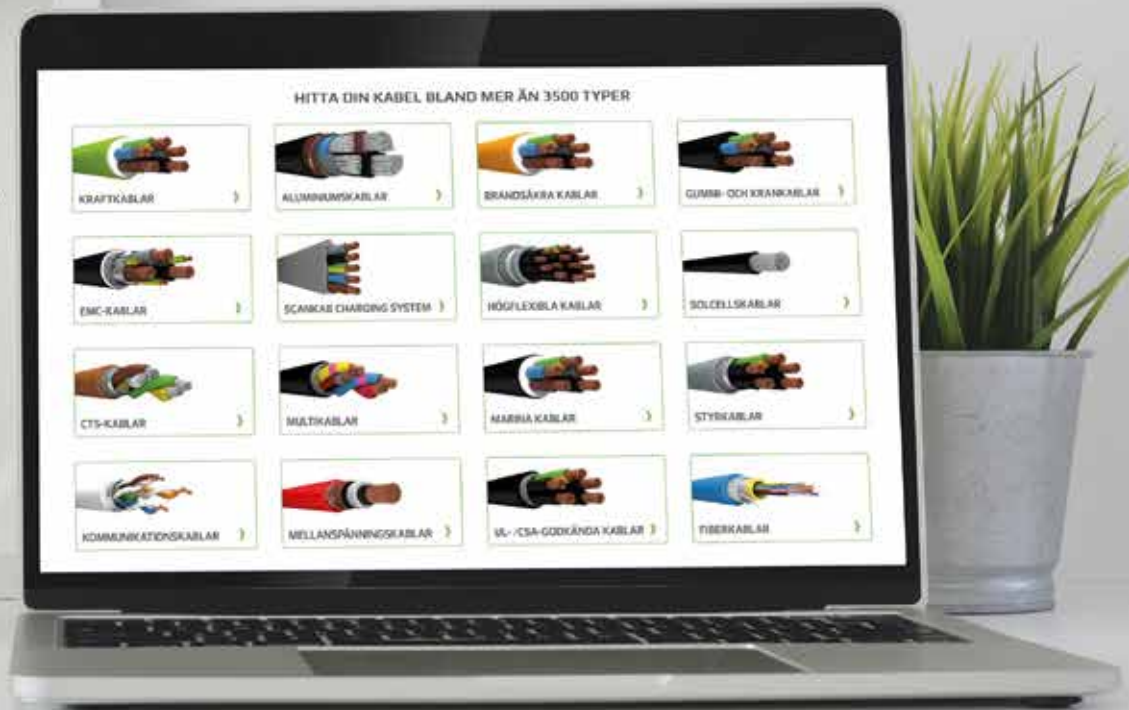 HITTA DIN KABEL BLAND MER ÄN 3500 TYPER
KRAFTKABLAR
ALUMINIUMSKABLAR
BRANDSÄKRA KABLAR
GUMMI- OCH KRANKABLAR
EMC-KABLAR
SCANKAB CHARGING SYSTEM
HÖGFLEXIBLA KABLAR
SOLCELLSKABLAR
CTS-KABLAR
MULTIKABLAR
MARINA KABLAR
STYRKABLAR
KOMMUNIKATIONSKABLAR
MELLANSPÄNNINGSKABLAR
UL- /CSA-GODKÄNDA KABLAR
FIBERKABLAR